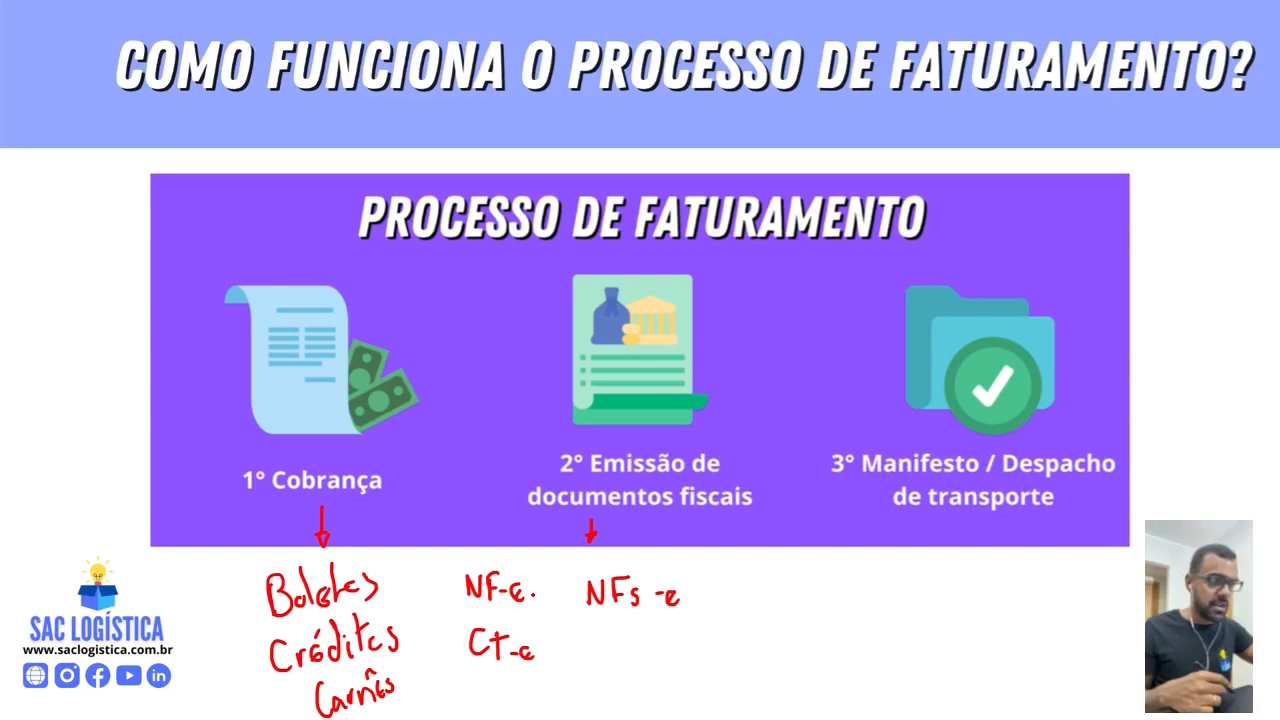 COMO FUNCIONA O PROCESSO DE FATURAMENTO?
PROCESSO DE FATURAMENTO
1° Cobrança
2° Emissão de
documentos fiscais
3° Manifesto / Despacho
de transporte
Boletos
Créditos
Carnês
NF-e.
NFs-e
CT-e
SAC LOGÍSTICA
www.saclogistica.com.br